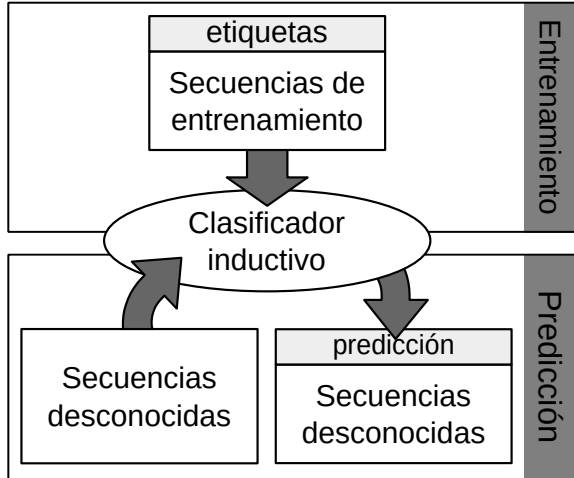 etiquetas
Secuencias de
entrenamiento
Entrenamiento
Clasificador
inductivo
Secuencias
desconocidas
predicción
Secuencias
desconocidas
Predicción